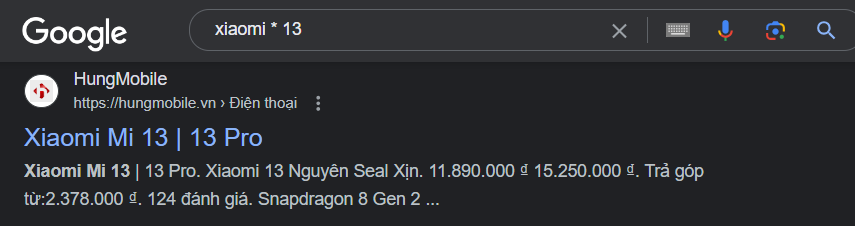 Google
xiaomi * 13
HungMobile
https://hungmobile.vn › Điện thoại
Xiaomi Mi 13 | 13 Pro
Xiaomi Mi 13 | 13 Pro. Xiaomi 13 Nguyên Seal Xịn. 11.890.000 ₫ 15.250.000 ₫. Trả góp
từ:2.378.000 ₫. 124 đánh giá. Snapdragon 8 Gen 2 ...